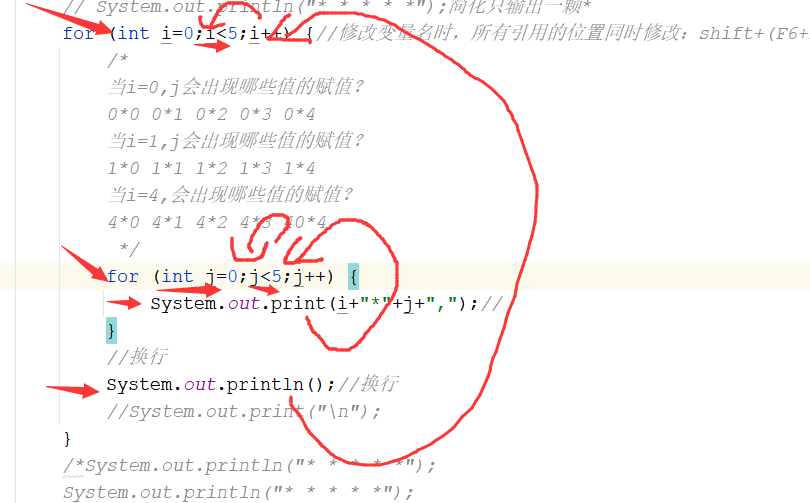 // System.out.println("* * * * *");简化只输出一颗*
for (int i=0;i<5;i++) {//修改变量名时，所有引用的位置同时修改：shift+(F6+
/*
当i=0,j会出现哪些值的赋值？
0*0 0*1 0*2 0*3 0*4
当i=1,j会出现哪些值的赋值？
1*0 1*1 1*2 1*3 1*4
当i=4,会出现哪些值的赋值？
4*0 4*1 4*2 4*3 40*4
*/
for (int j=0;j<5;j++) {
System.out.print(i+"*"+j+",");//
}
//换行
System.out.println();//换行
//System.out.print("\n");
}
/*System.out.println("* * * * *");
System.out.println("* * * * *");